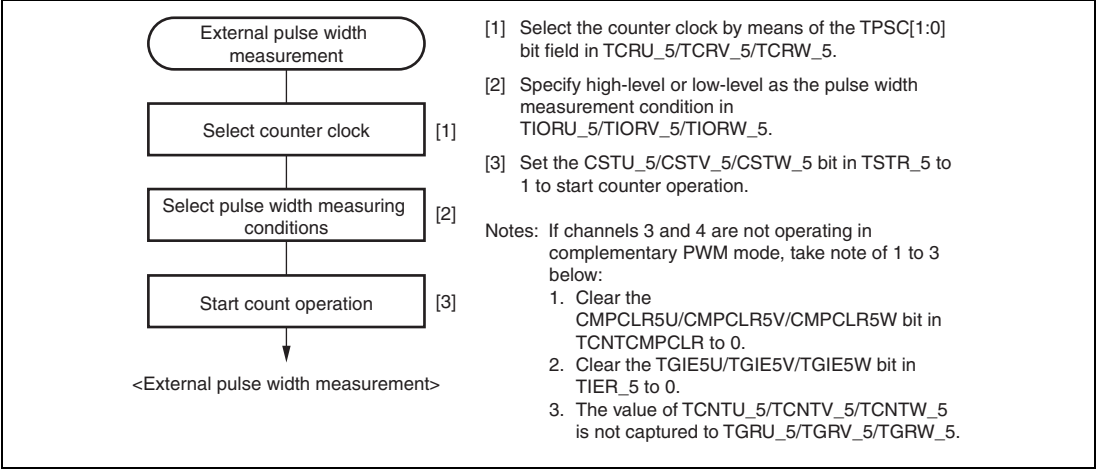 External pulse width
measurement
Select counter clock
[1]
Select pulse width measuring
conditions
[2]
Start count operation
[3]
<External pulse width measurement>
[1] Select the counter clock by means of the TPSC[1:0]
bit field in TCRU_5/TCRV_5/TCRW_5.
[2] Specify high-level or low-level as the pulse width
measurement condition in
TIORU_5/TIORV_5/TIORW_5.
[3] Set the CSTU_5/CSTV_5/CSTW_5 bit in TSTR_5 to
1 to start counter operation.
Notes: If channels 3 and 4 are not operating in
complementary PWM mode, take note of 1 to 3
below:
1. Clear the
CMPCLR5U/CMPCLR5V/CMPCLR5W bit in
TCNTCMPCLR to 0.
2. Clear the TGIE5U/TGIE5V/TGIE5W bit in
TIER_5 to 0.
3. The value of TCNTU_5/TCNTV_5/TCNTW_5
is not captured to TGRU_5/TGRV_5/TGRW_5.